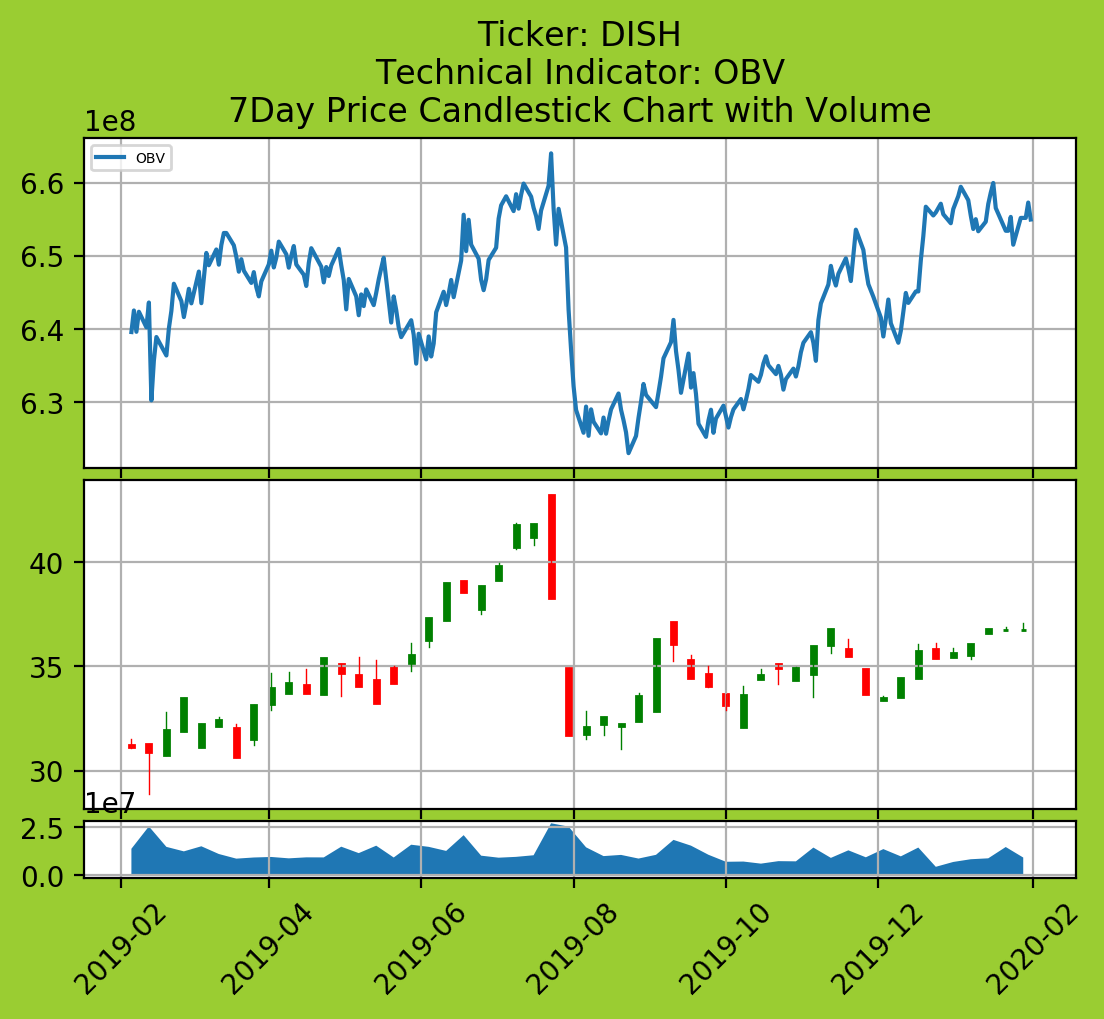 Ticker: DISH
Technical Indicator: OBV
7Day Price Candlestick Chart with Volume
1e8
OBV
6.6
6.5
6.4
6.3
40
35
30
1e7
2.5
0.0
2019-02
2019-04
2019-06
2019-08
2019-10
2019-12
2020-02